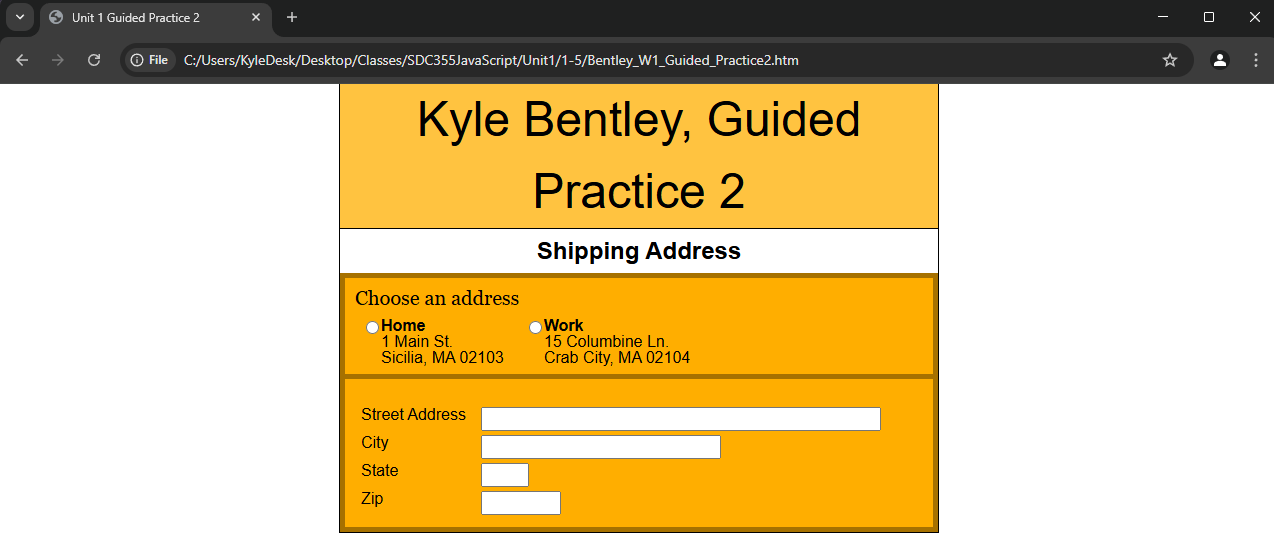 Unit 1 Guided Practice 2
File C:/Users/KyleDesk/Desktop/Classes/SDC355JavaScript/Unit1/1-5/Bentley_W1_Guided_Practice2.htm
Kyle Bentley, Guided
Practice 2
Shipping Address
Choose an address
Home
1 Main St.
Sicilia, MA 02103
Work
15 Columbine Ln.
Crab City, MA 02104
Street Address
City
State
Zip